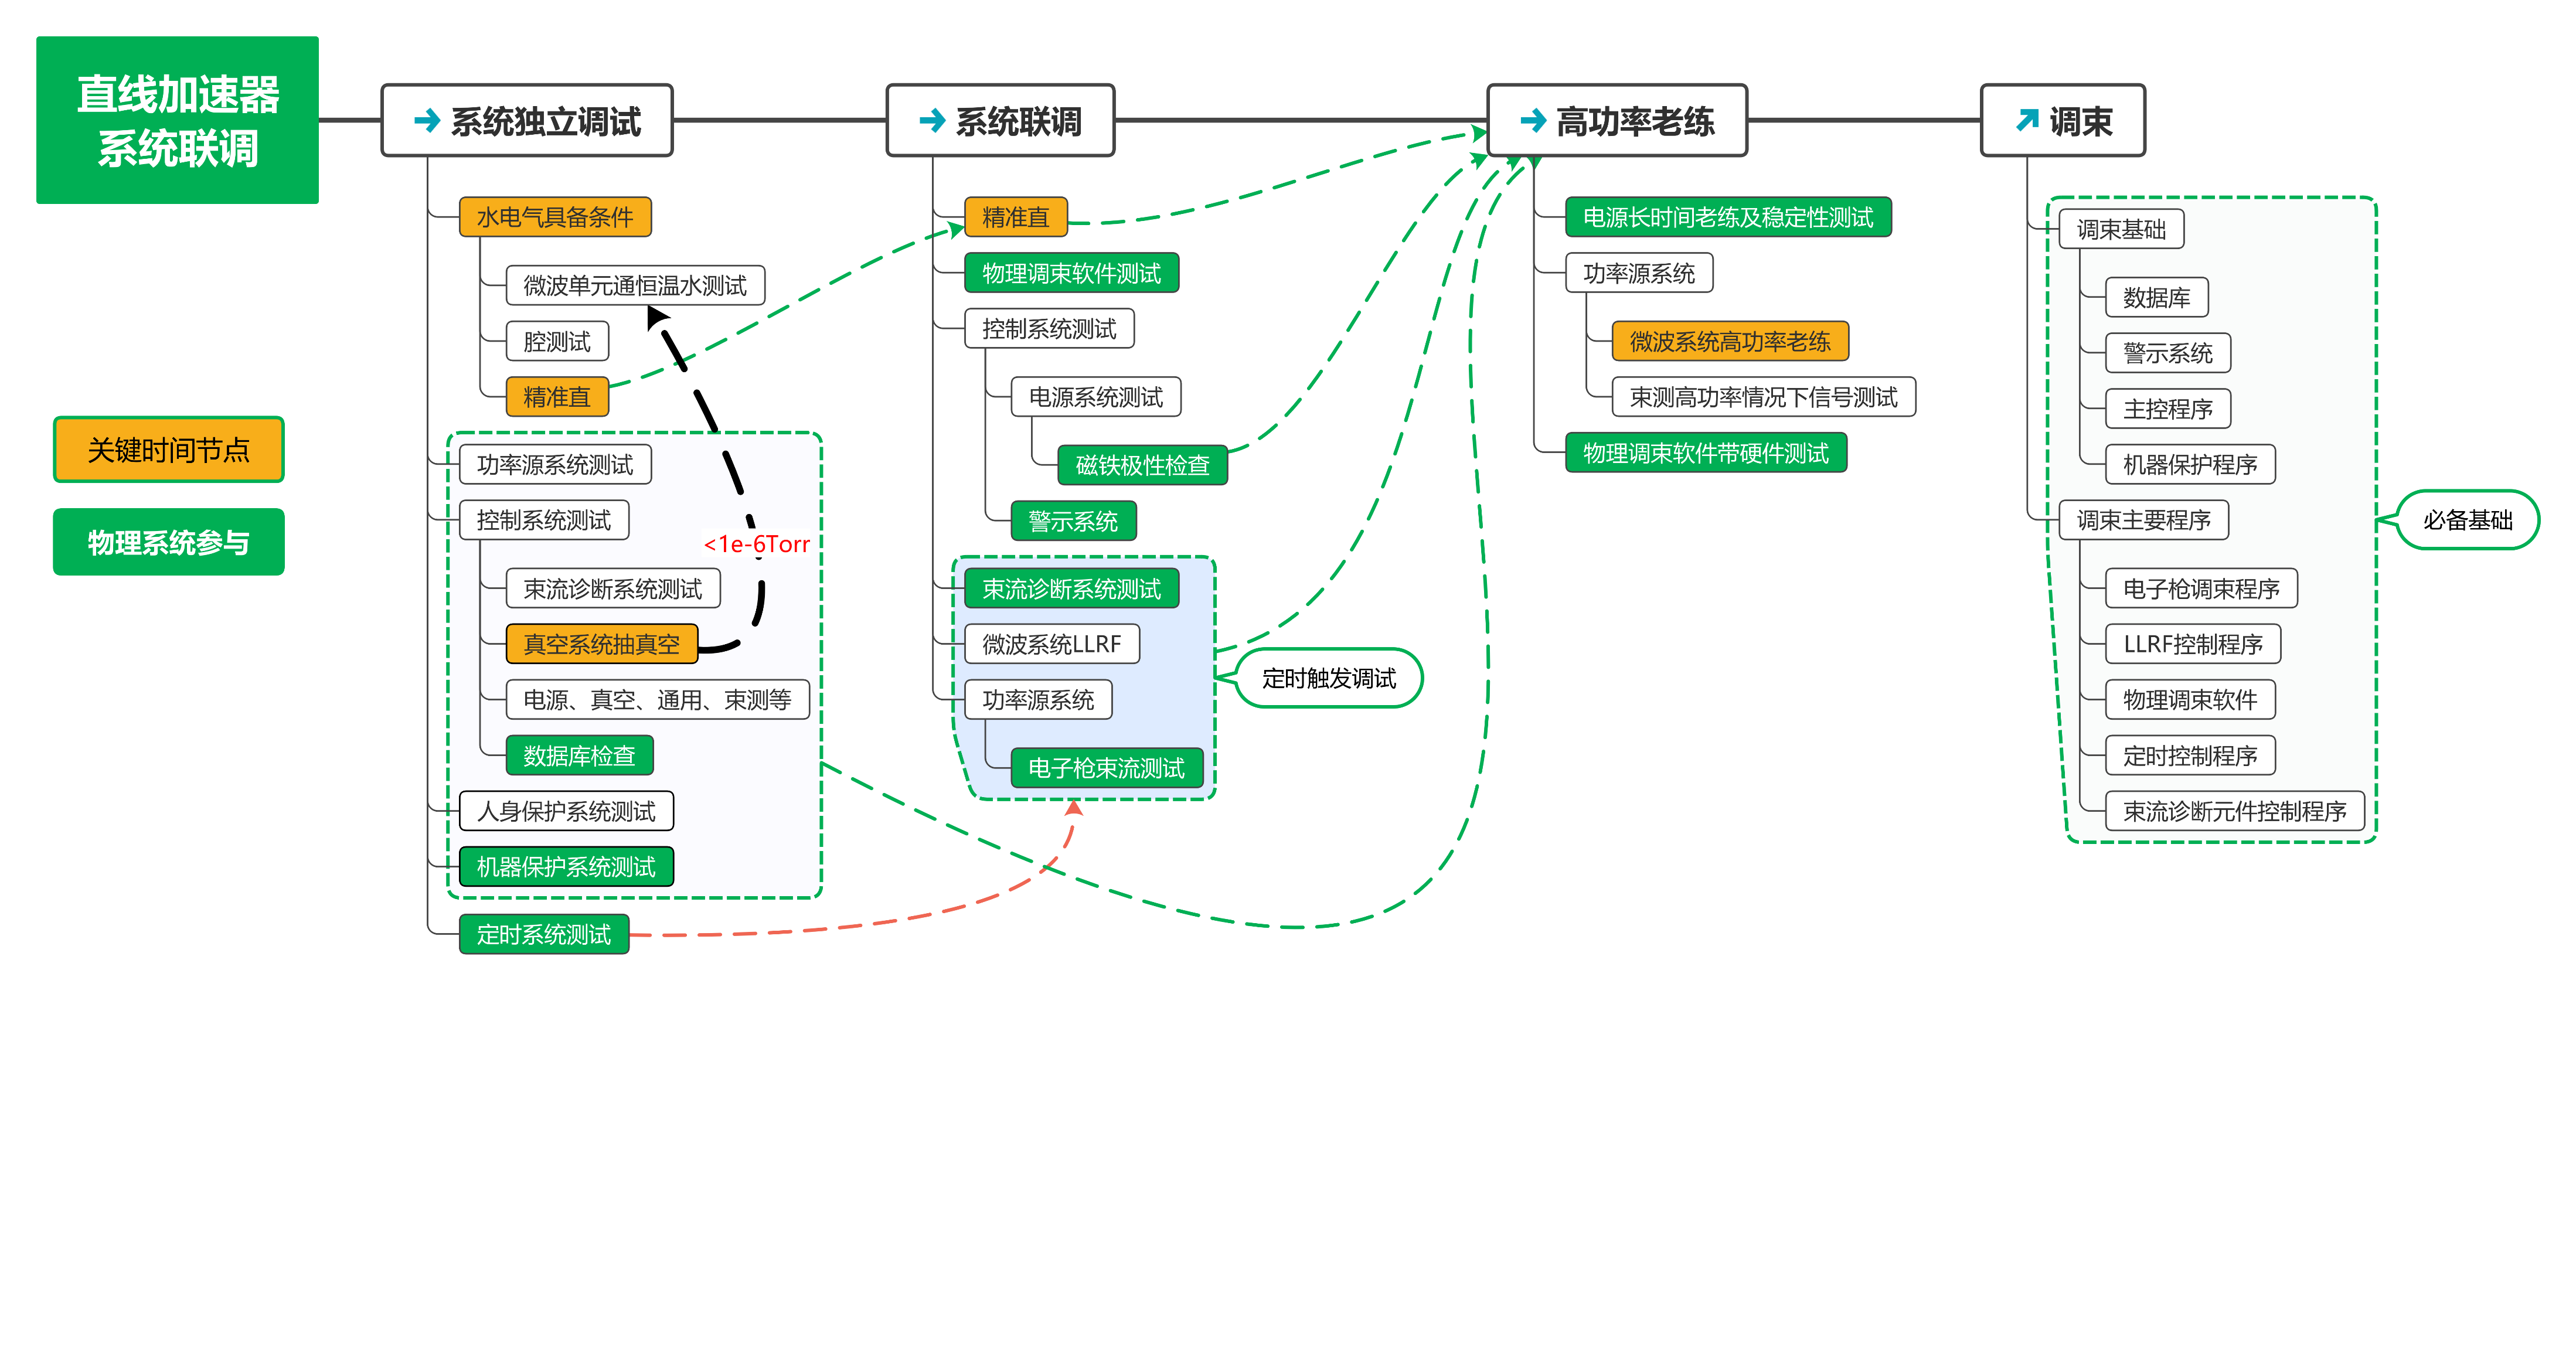 直线加速器
系统联调
关键时间节点
物理系统参与
系统独立调试
水电气具备条件
微波单元通恒温水测试
腔测试
精准直
功率源系统测试
控制系统测试
<1e-6Torr
束流诊断系统测试
真空系统抽真空
电源、真空、通用、束测等
数据库检查
人身保护系统测试
机器保护系统测试
定时系统测试
系统联调
精准直
物理调束软件测试
控制系统测试
电源系统测试
磁铁极性检查
警示系统
束流诊断系统测试
微波系统LLRF
功率源系统
电子枪束流测试
定时触发调试
高功率老练
电源长时间老练及稳定性测试
功率源系统
微波系统高功率老练
束测高功率情况下信号测试
物理调束软件带硬件测试
调束
调束基础
数据库
警示系统
主控程序
机器保护程序
调束主要程序
电子枪调束程序
LLRF控制程序
物理调束软件
定时控制程序
束流诊断元件控制程序
必备基础